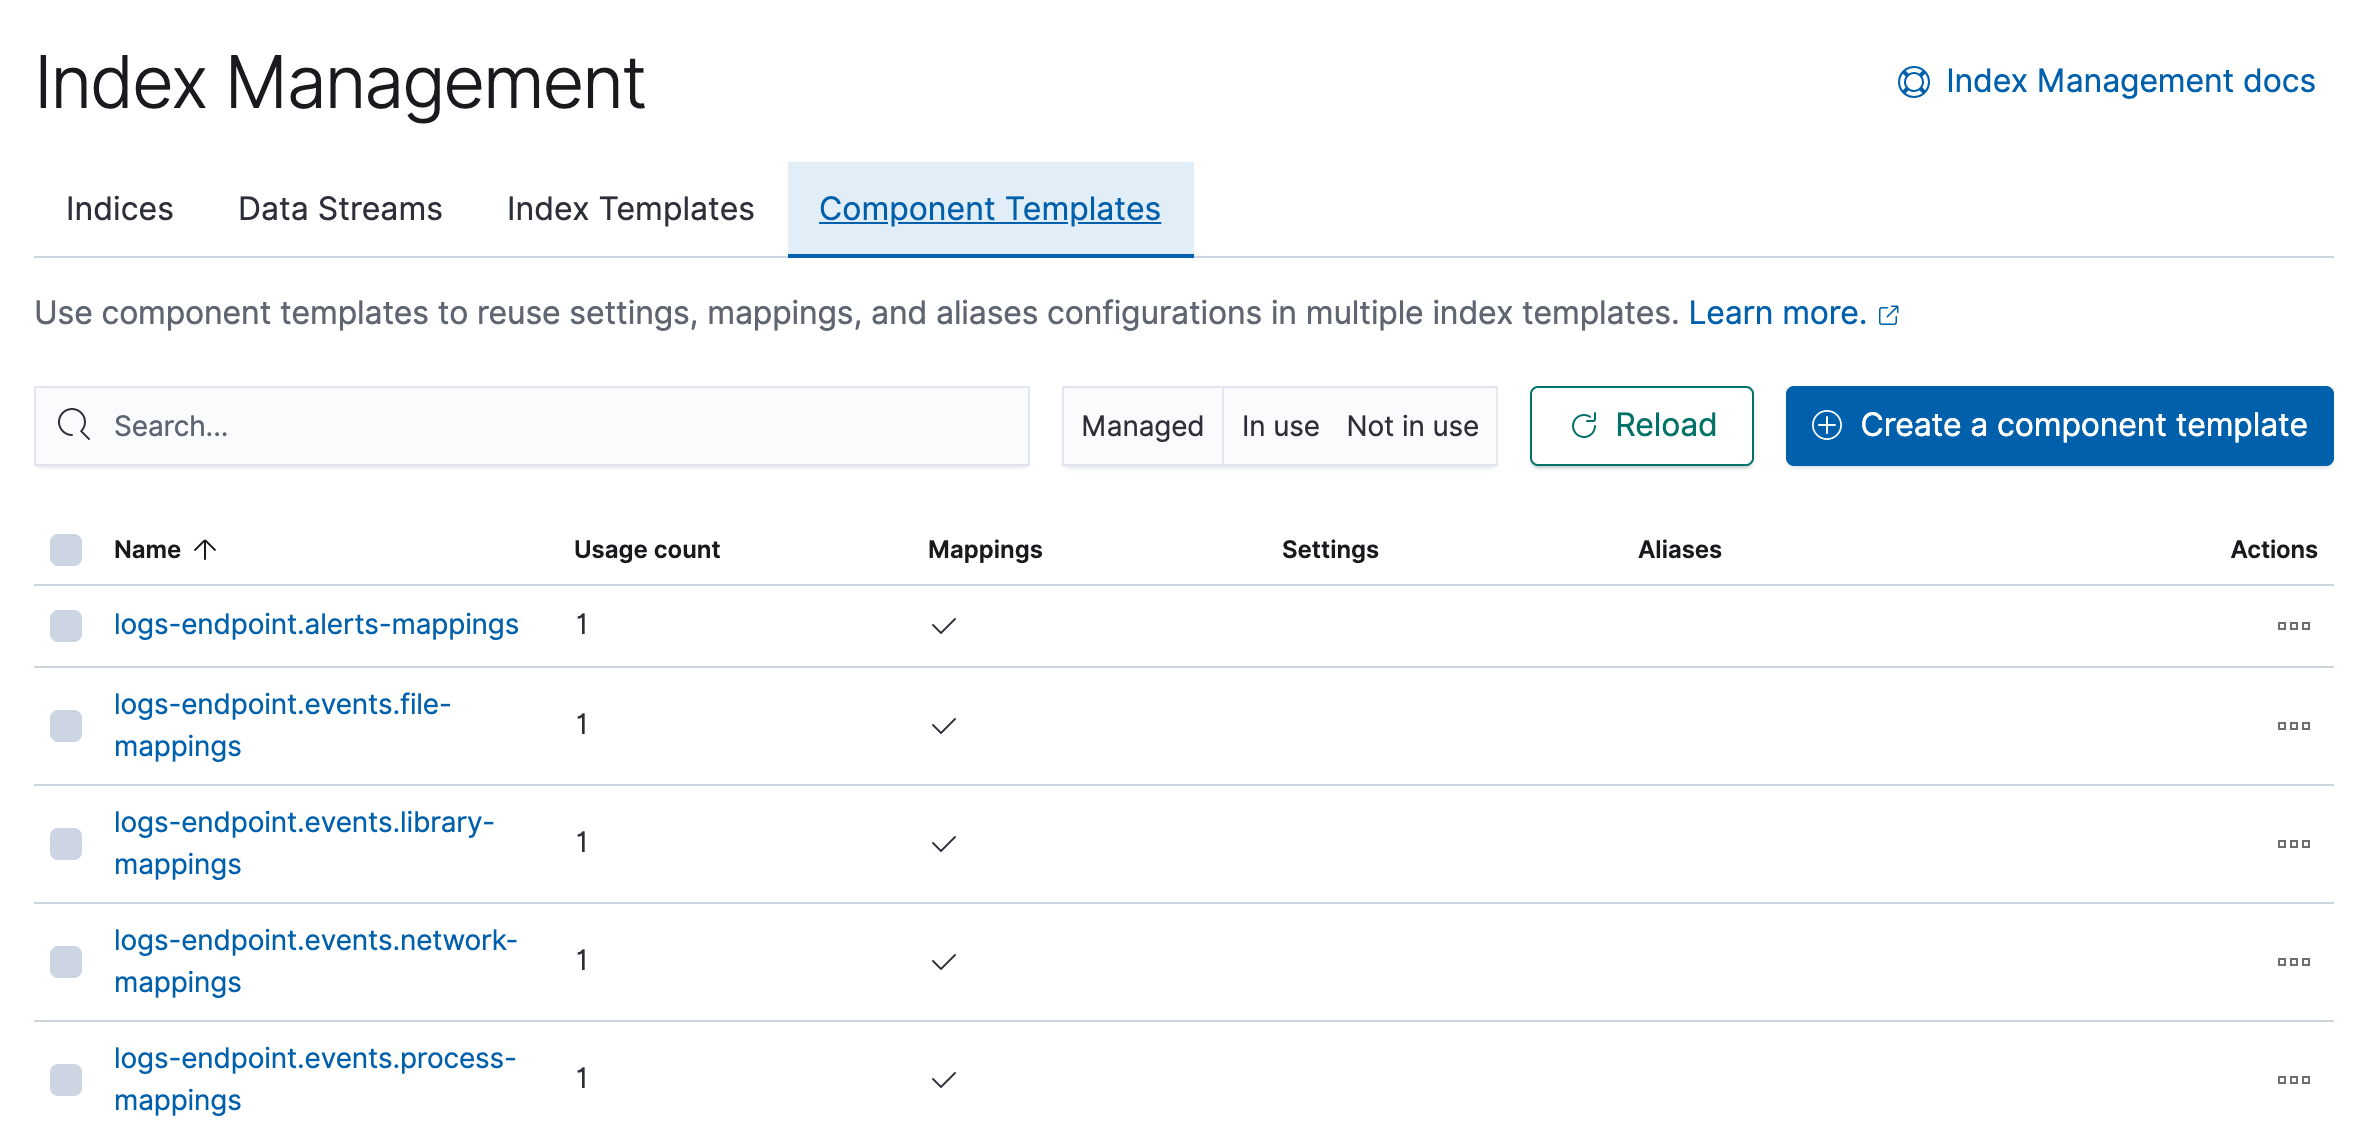 Index Management
Index Management docs
Indices Data Streams Index Templates Component Templates
Use component templates to reuse settings, mappings, and aliases configurations in multiple index templates. Learn more.
Search... Managed In use Not in use Reload Create a component template
Name Usage count Mappings Settings Aliases Actions
logs-endpoint.alerts-mappings 1
logs-endpoint.events.file-
mappings
1
logs-endpoint.events.library-
mappings
1
logs-endpoint.events.network-
mappings
1
logs-endpoint.events.process-
mappings
1